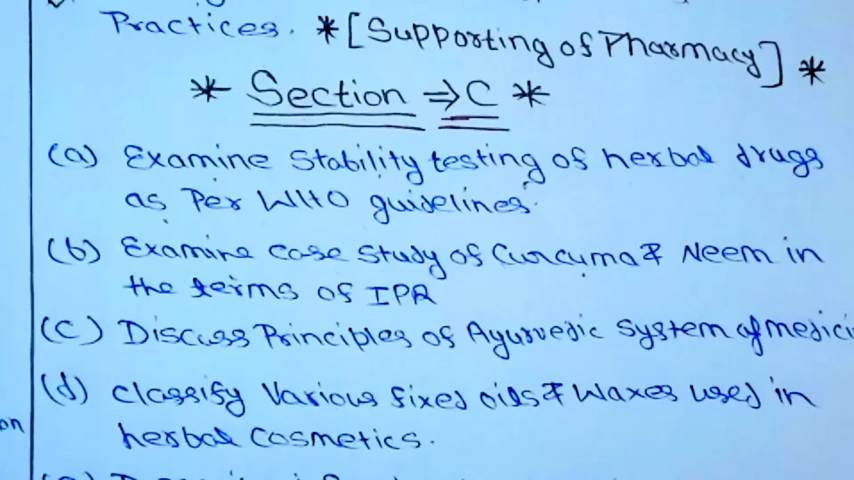 Practices. *[Supporting of Pharmacy]*
* Section ⇒ C *
(a) Examine Stability testing of herbal drugs
as Per WHO guidelines.
(b) Examine Case Study of Curcuma & Neem in
the terms of IPR
(C) Discuss Principles of Ayurvedic System of medici
(d) Classify Various fixed oils & Waxes used in
on
herbal Cosmetics.